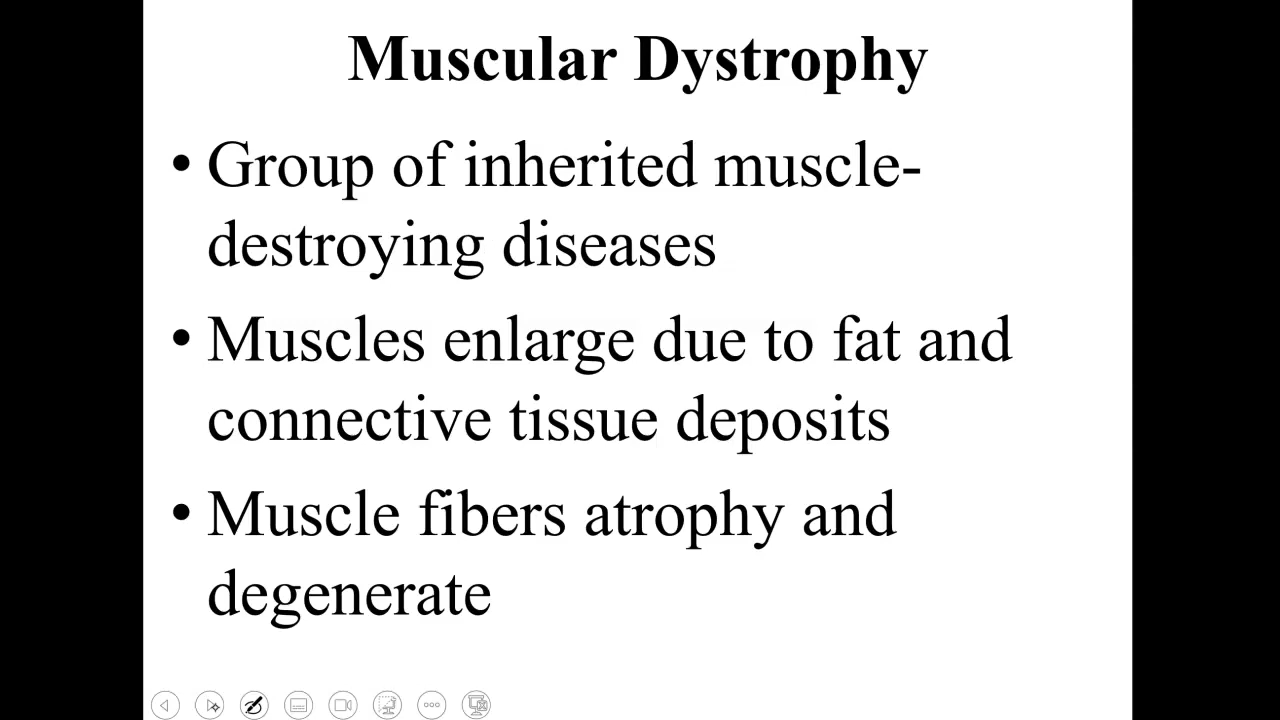 Muscular Dystrophy
• Group of inherited muscle-
destroying diseases
• Muscles enlarge due to fat and
connective tissue deposits
• Muscle fibers atrophy and
degenerate